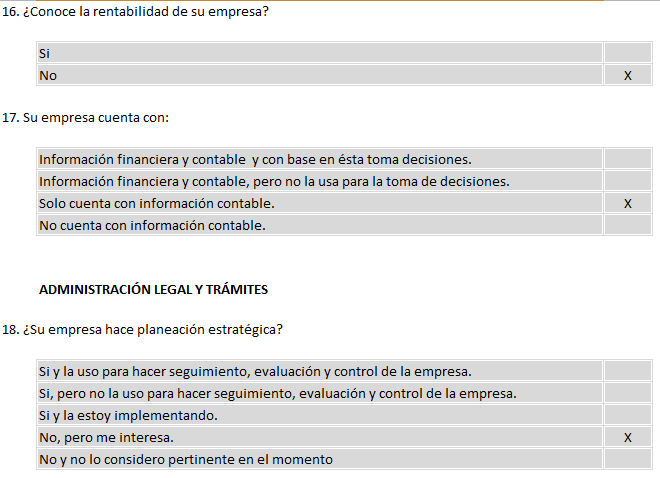 16. ¿Conoce la rentabilidad de su empresa?
Si
No X
17. Su empresa cuenta con:
Información financiera y contable y con base en ésta toma decisiones.
Información financiera y contable, pero no la usa para la toma de decisiones.
Solo cuenta con información contable. X
No cuenta con información contable.
ADMINISTRACIÓN LEGAL Y TRÁMITES
18. ¿Su empresa hace planeación estratégica?
Si y la uso para hacer seguimiento, evaluación y control de la empresa.
Si, pero no la uso para hacer seguimiento, evaluación y control de la empresa.
Si y la estoy implementando.
No, pero me interesa. X
No y no lo considero pertinente en el momento